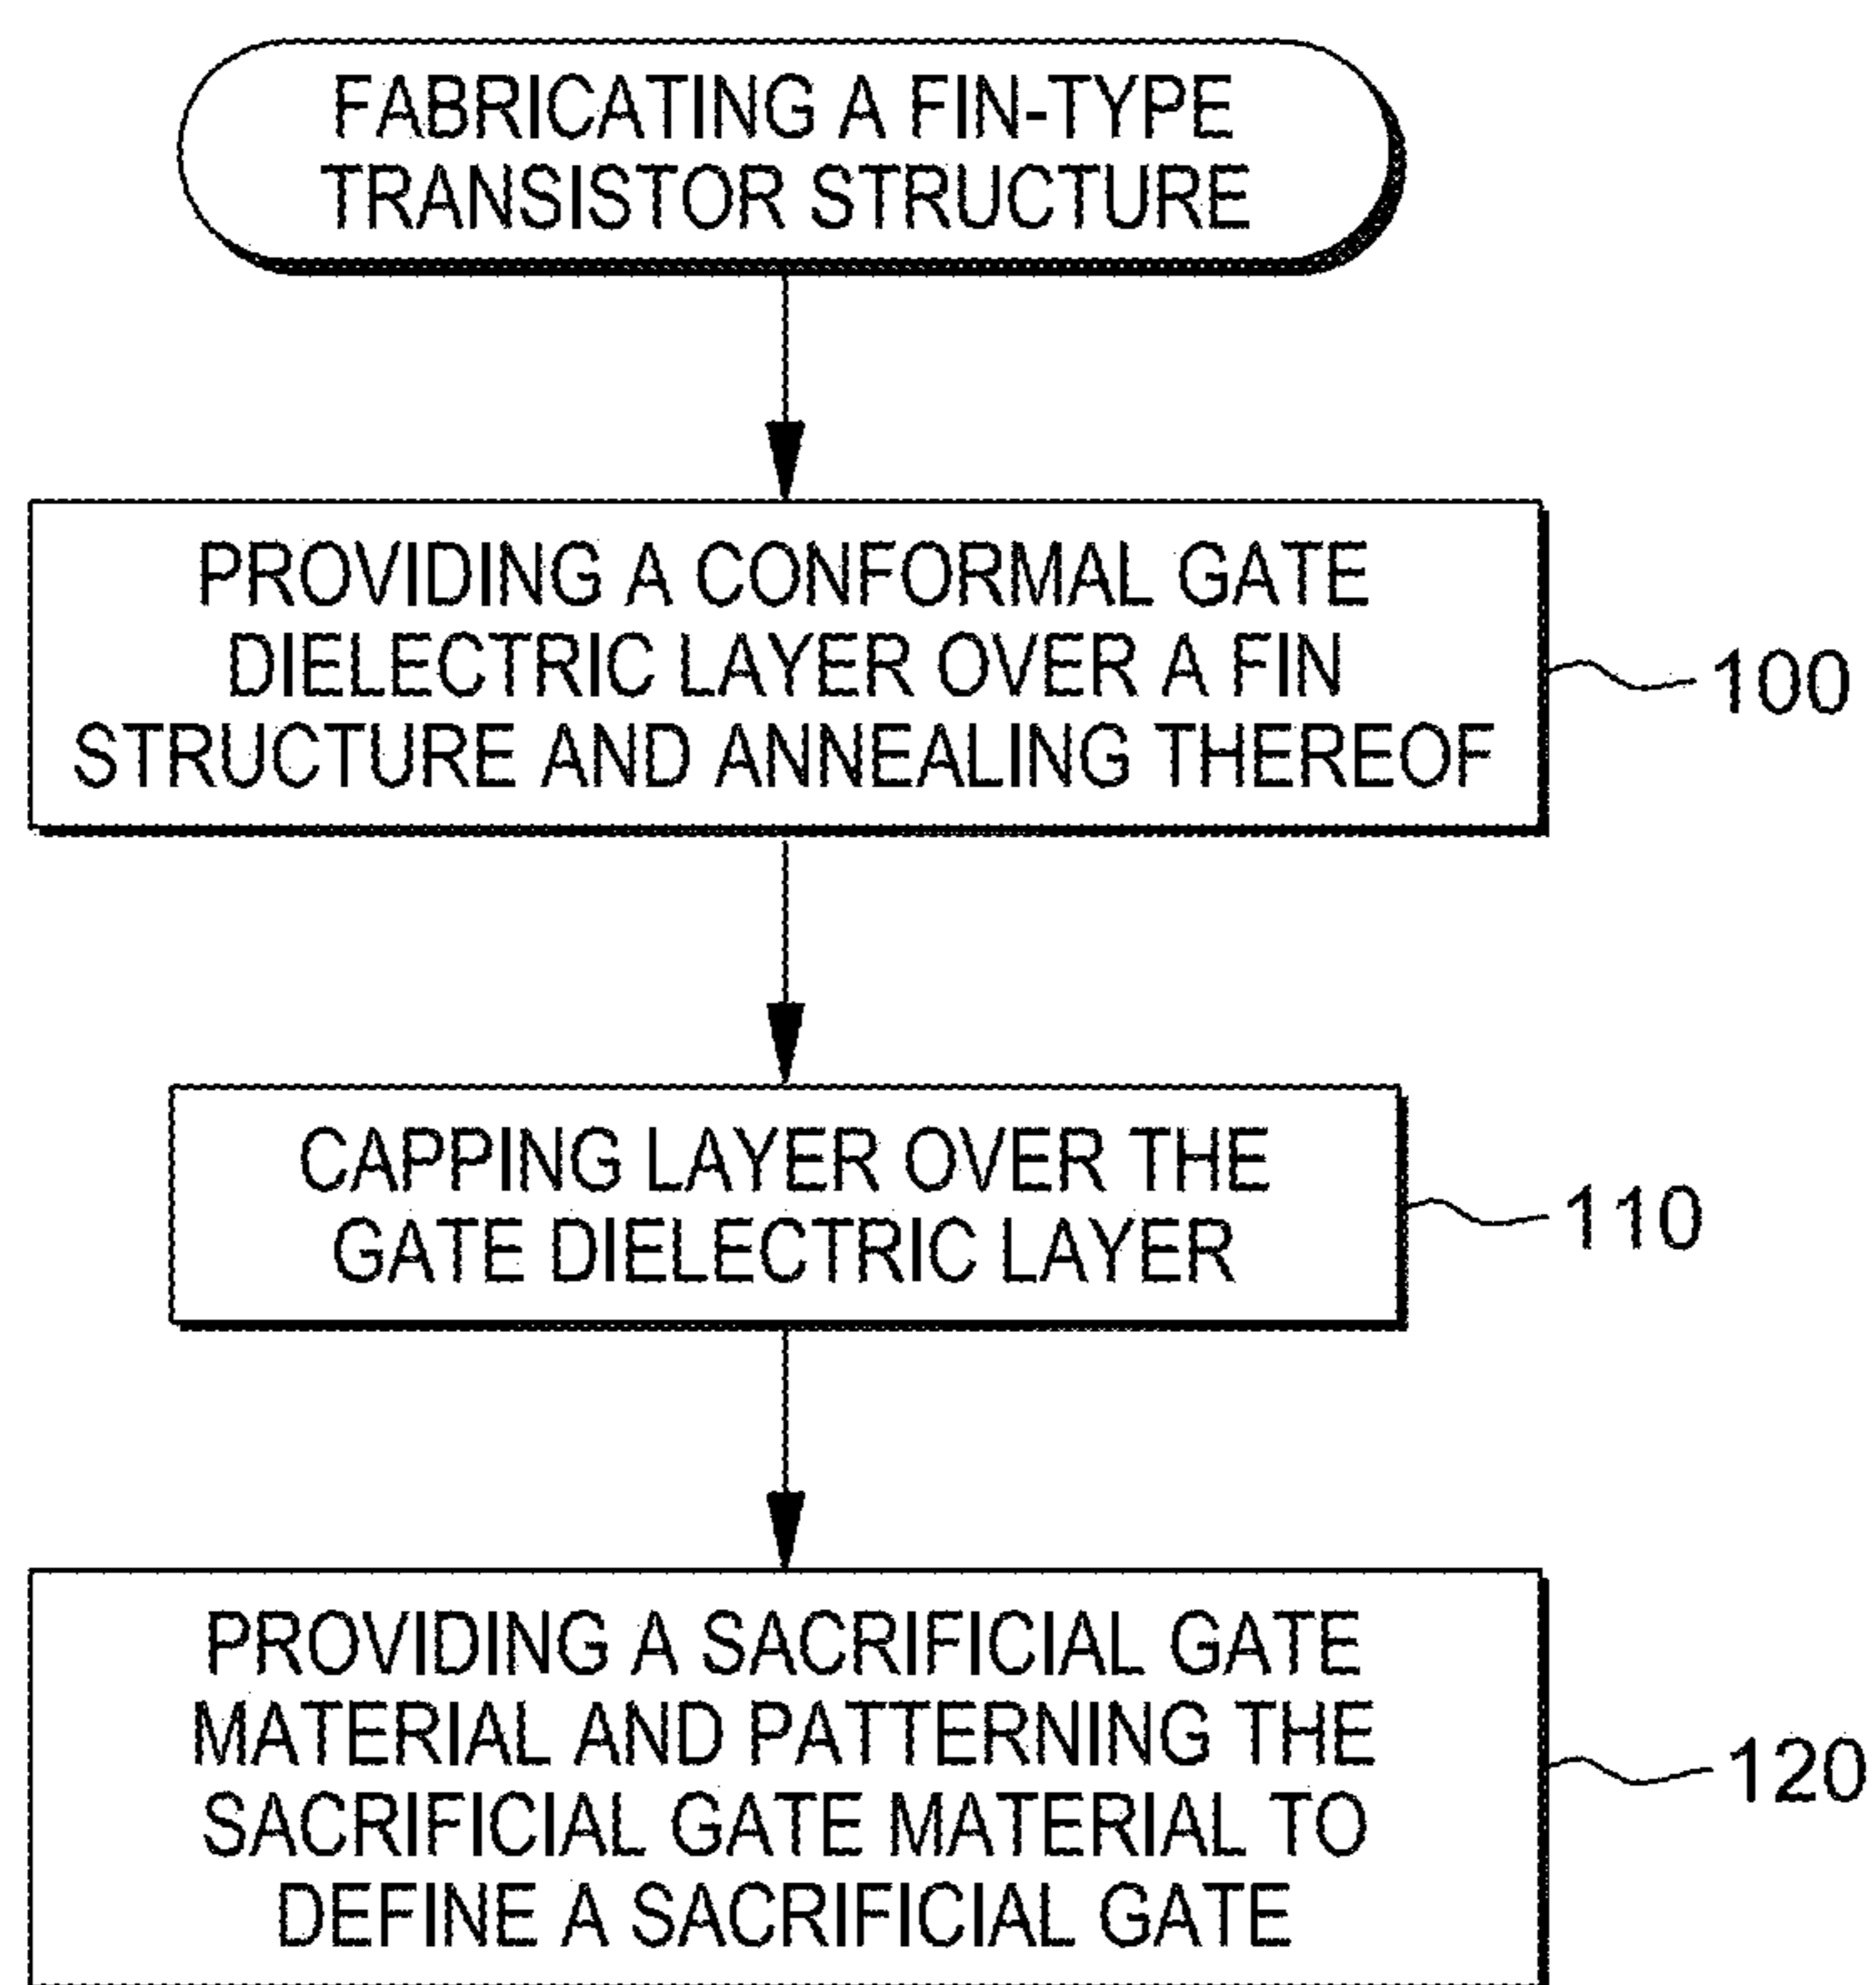 FABRICATING A FIN-TYPE
TRANSISTOR STRUCTURE
PROVIDING A CONFORMAL GATE
DIELECTRIC LAYER OVER A FIN
STRUCTURE AND ANNEALING THEREOF
100
CAPPING LAYER OVER THE
GATE DIELECTRIC LAYER
110
PROVIDING A SACRIFICIAL GATE
MATERIAL AND PATTERNING THE
SACRIFICIAL GATE MATERIAL TO
DEFINE A SACRIFICIAL GATE
120